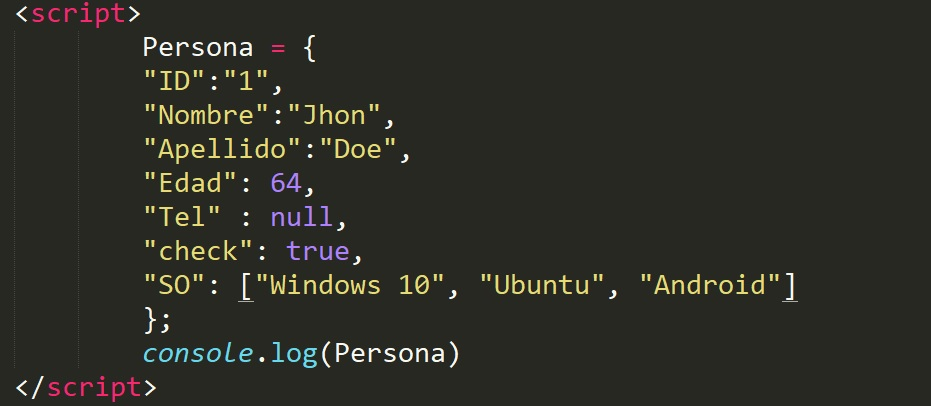 <script>
Persona = {
"ID":"1",
"Nombre":"Jhon",
"Apellido":"Doe",
"Edad": 64,
"Tel" : null,
"check": true,
"SO": ["Windows 10", "Ubuntu", "Android"]
};
console.log(Persona)
</script>